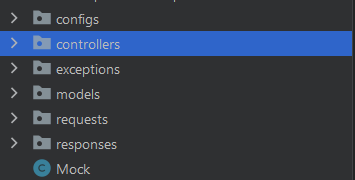 configs
controllers
exceptions
models
requests
responses
C Mock